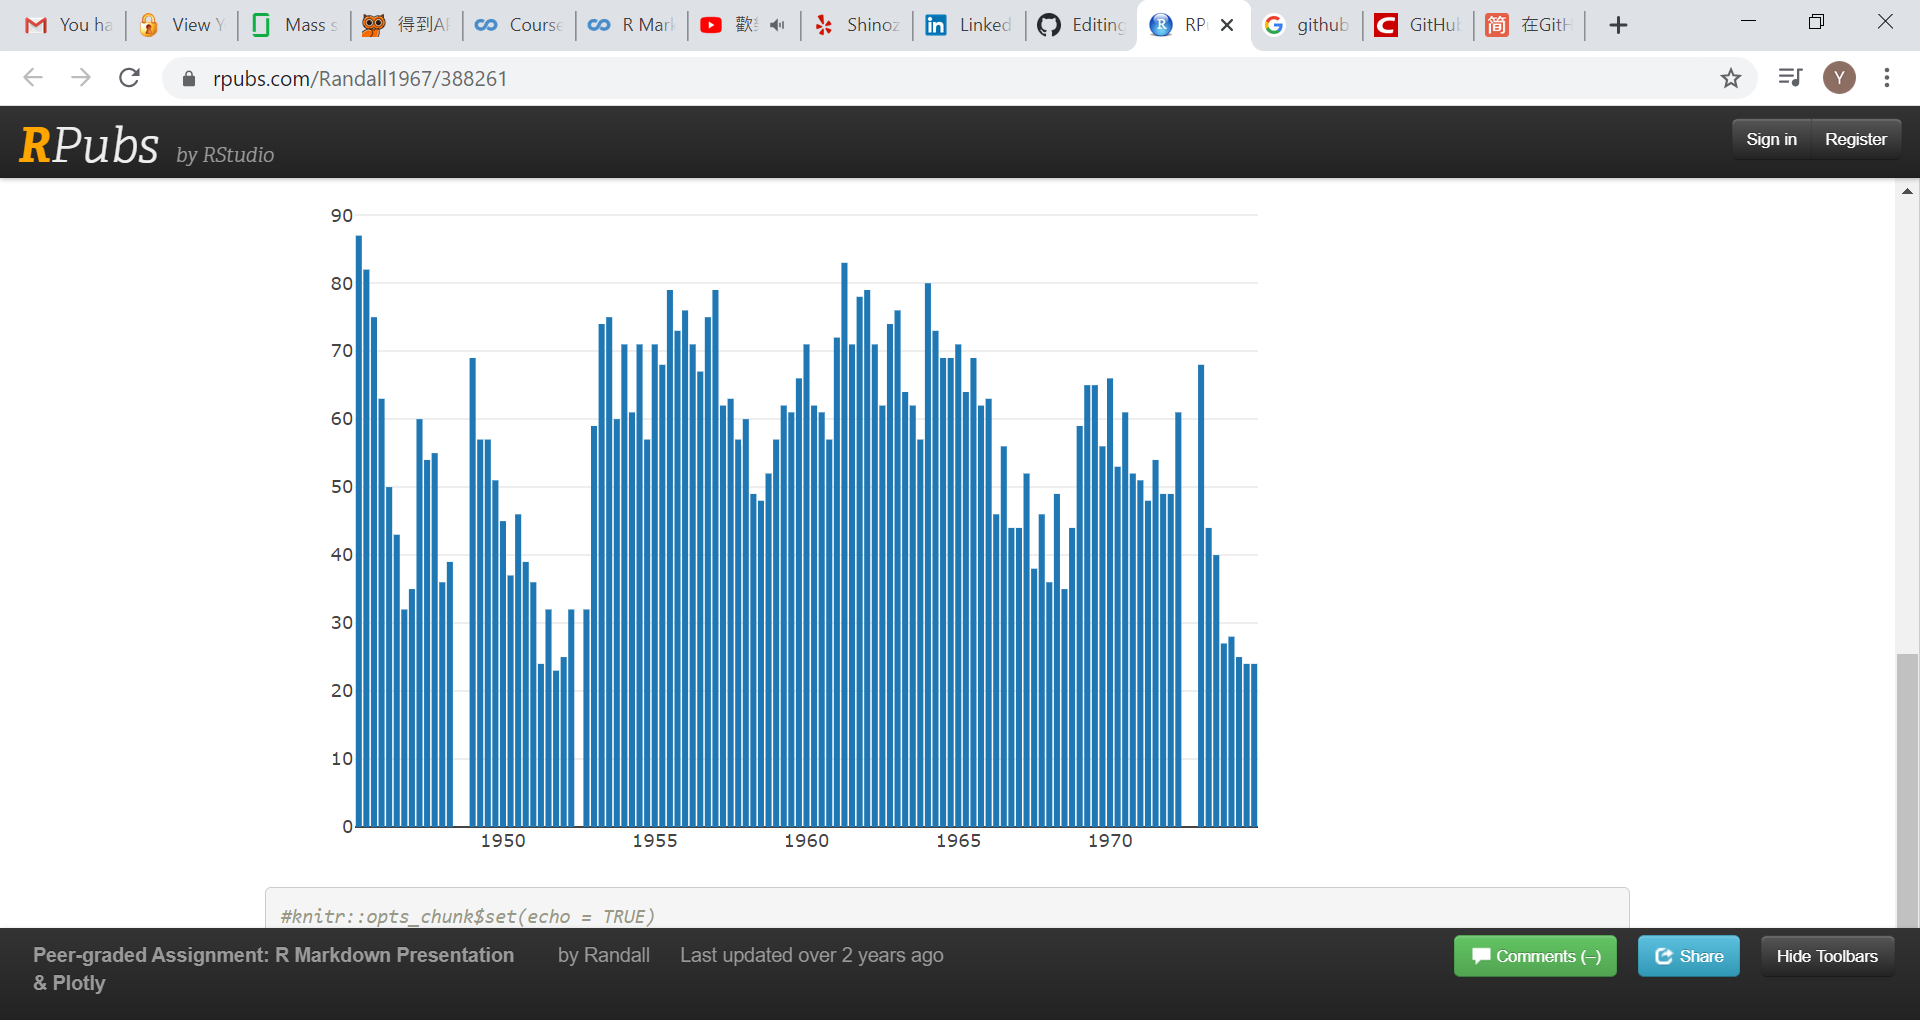 You ha
View Y
Mass s
得到A
Course
R Mark
歡
Shinoz
Linked
Editing
RP
github
GitHub
简 在GitH
rpubs.com/Randall1967/388261
Y
RPubs by RStudio
Sign in Register
90
80
70
60
50
40
30
20
10
0
1950 1955 1960 1965 1970
#knitr::opts_chunk$set(echo = TRUE)
Peer-graded Assignment: R Markdown Presentation
& Plotly
by Randall
Last updated over 2 years ago
Comments (–)
Share
Hide Toolbars